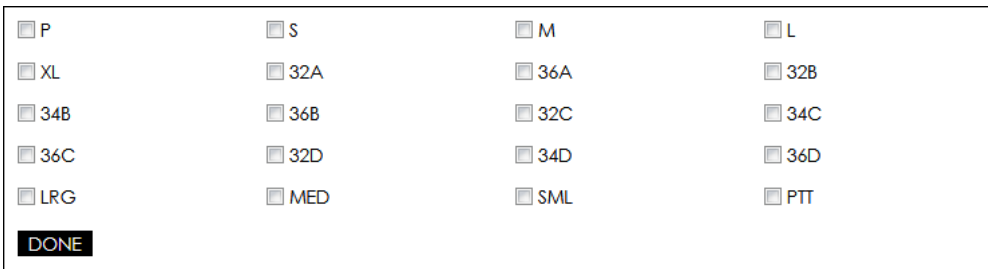 P S M L
XL 32A 36A 32B
34B 36B 32C 34C
36C 32D 34D 36D
LRG MED SML PTT
DONE